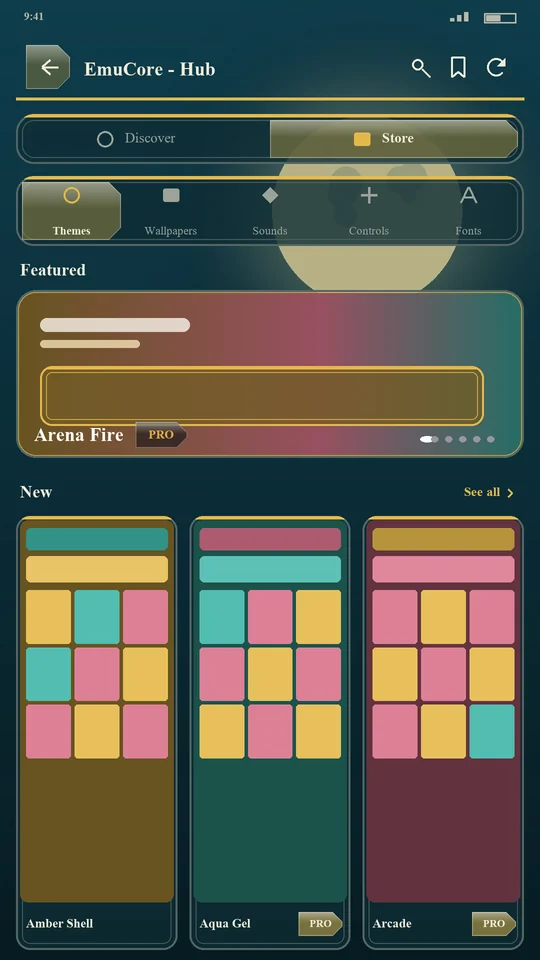 9:41
EmuCore - Hub
Discover
Store
Themes
Wallpapers
Sounds
Controls
Fonts
Featured
Arena Fire
PRO
New
See all
Amber Shell
Aqua Gel
PRO
Arcade
PRO